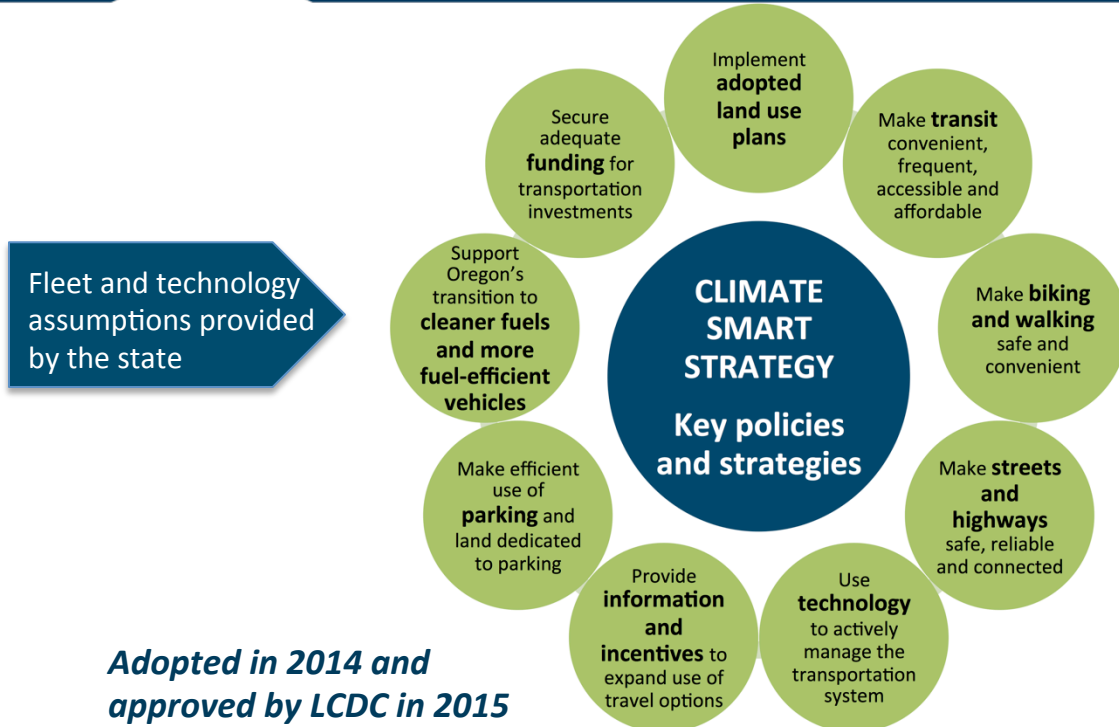 Implement
adopted
land use
plans
Make transit
convenient,
frequent,
accessible and
affordable
Make biking
and walking
safe and
convenient
Make streets
and
highways
safe, reliable
and connected
Use
technology
to actively
manage the
transportation
system
Provide
information
and
incentives to
expand use of
travel options
Make efficient
use of
parking and
land dedicated
to parking
Support
Oregon’s
transition to
cleaner fuels
and more
fuel-efficient
vehicles
Secure
adequate
funding for
transportation
investments
CLIMATE
SMART
STRATEGY
Key policies
and strategies
Fleet and technology
assumptions provided
by the state
Adopted in 2014 and
approved by LCDC in 2015